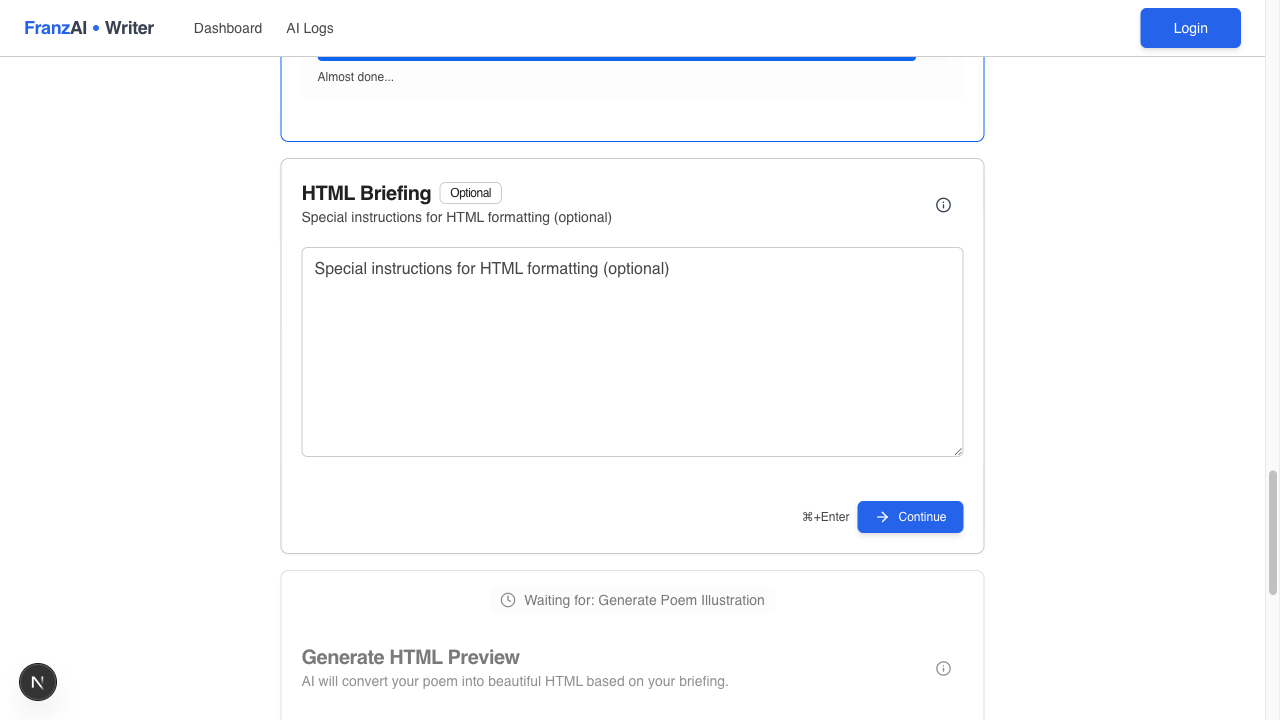 FranzAI • Writer Dashboard AI Logs Login
Almost done...
HTML Briefing Optional
Special instructions for HTML formatting (optional)
Special instructions for HTML formatting (optional)
⌘+Enter Continue
Waiting for: Generate Poem Illustration
Generate HTML Preview
AI will convert your poem into beautiful HTML based on your briefing.
N